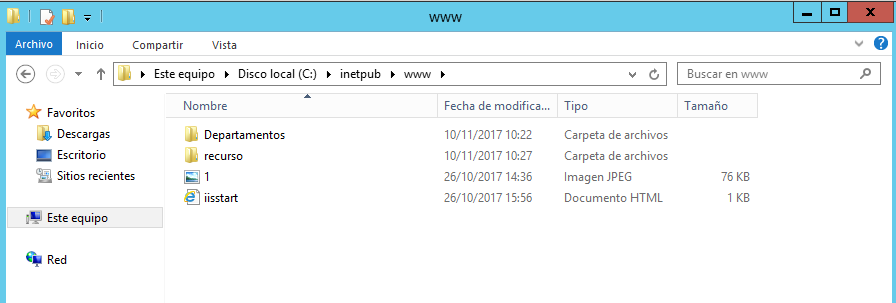 www
Archivo Inicio Compartir Vista
Este equipo Disco local (C:) inetpub www Buscar en www
Nombre Fecha de modifica... Tipo Tamaño
Favoritos
Descargas
Escritorio
Sitios recientes
Este equipo
Red
Departamentos 10/11/2017 10:22 Carpeta de archivos
recurso 10/11/2017 10:27 Carpeta de archivos
1 26/10/2017 14:36 Imagen JPEG 76 KB
iisstart 26/10/2017 15:56 Documento HTML 1 KB